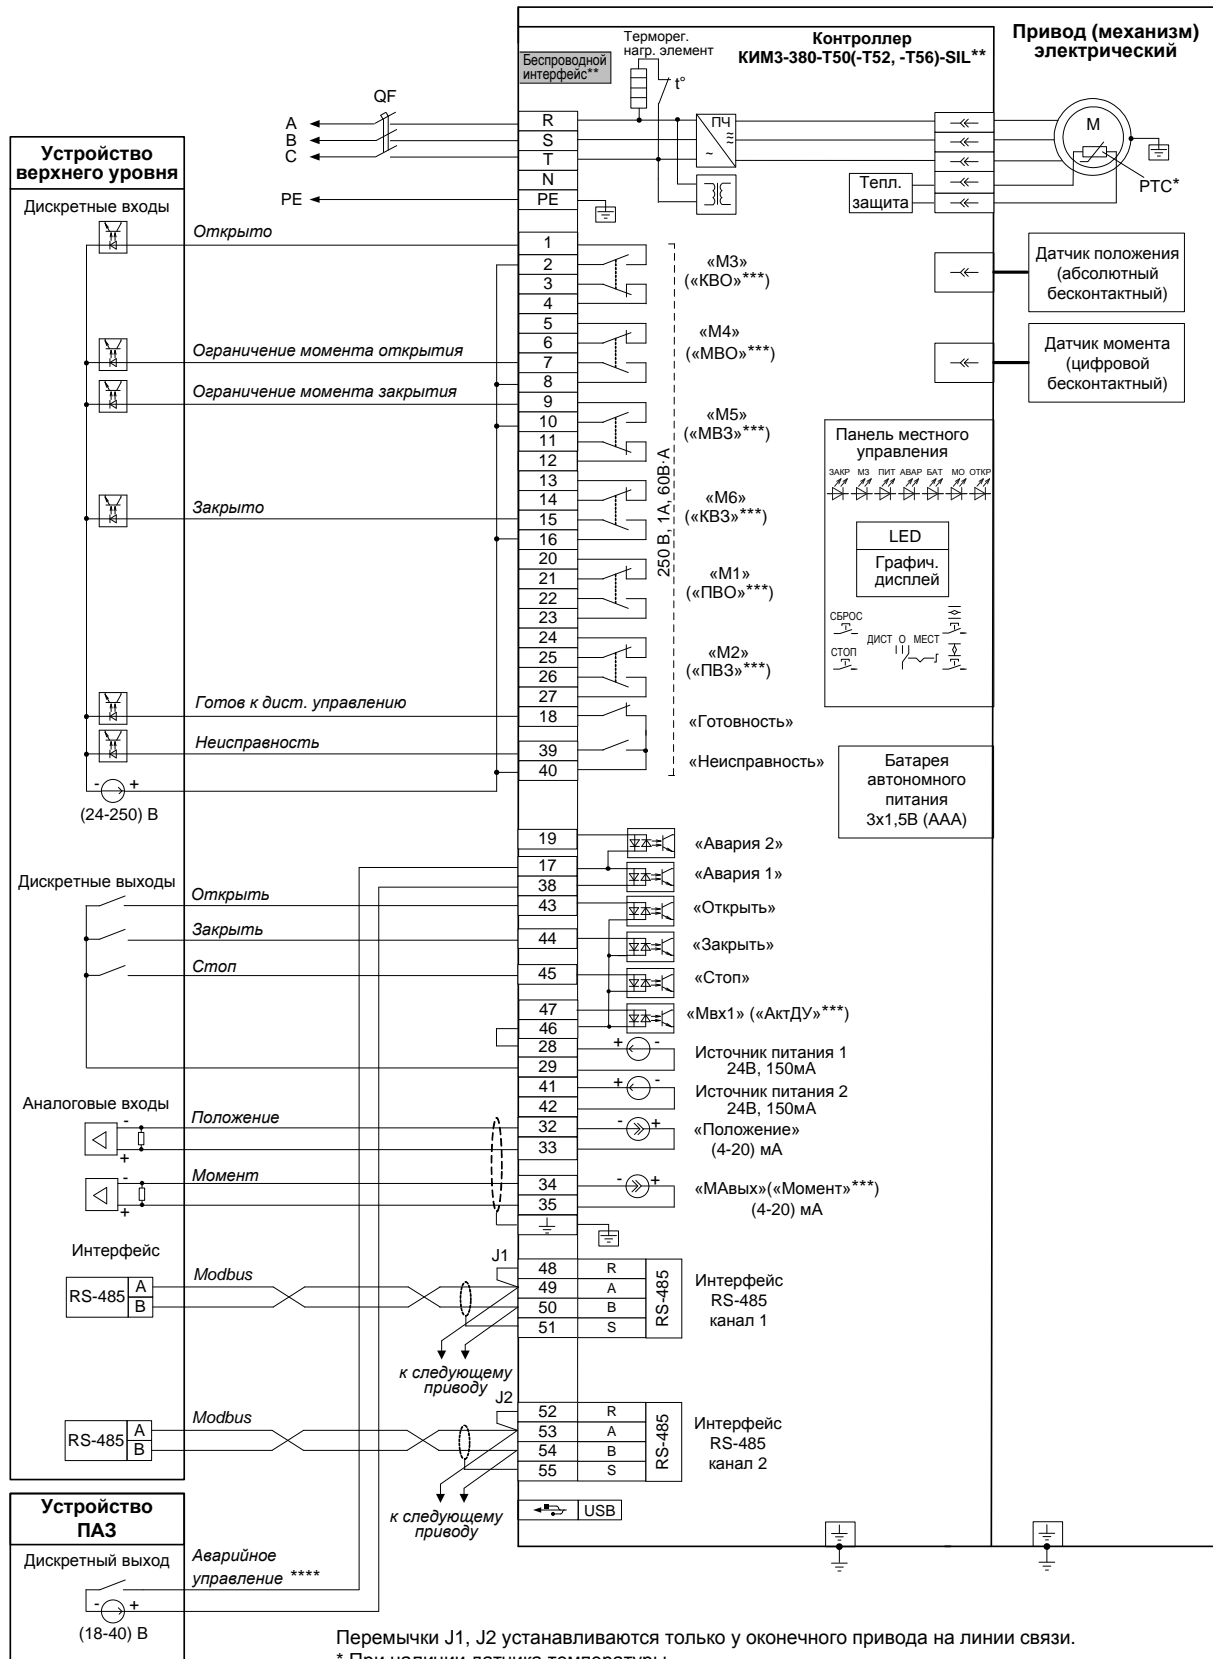 Привод (механизм)
электрический
Контроллер
КИМ3-380-Т50(-Т52, -Т56)-SIL**
Терморег.
нагр. элемент
Беспроводной
интерфейс**
t°
QF
A
B
C
PE
R
S
T
N
PE
ПЧ
Тепл.
защита
M
PTC*
Устройство
верхнего уровня
Дискретные входы
Открыто
1
2
3
4
«М3»
(«КВО»***)
Датчик положения
(абсолютный
бесконтактный)
5
6
7
8
«М4»
(«МВО»***)
Ограничение момента открытия
Датчик момента
(цифровой
бесконтактный)
Ограничение момента закрытия
9
10
11
12
«М5»
(«МВЗ»***)
13
14
15
16
«М6»
(«КВЗ»***)
Закрыто
250 В, 1А, 60В·А
20
21
22
23
«М1»
(«ПВО»***)
24
25
26
27
«М2»
(«ПВЗ»***)
Панель местного
управления
ЗАКР МЗ ПИТ АВАР БАТ МО ОТКР
LED
Графич.
дисплей
СБРОС
СТОП
ДИСТ О МЕСТ
Готов к дист. управлению
18
«Готовность»
Неисправность
39
40
«Неисправность»
Батарея
автономного
питания
3х1,5В (ААА)
- +
(24-250) В
19
«Авария 2»
17
38
«Авария 1»
Дискретные выходы
Открыть
43
«Открыть»
Закрыть
44
«Закрыть»
Стоп
45
«Стоп»
47
46
«Мвх1» («АктДУ»***)
28
29
+ -
Источник питания 1
24В, 150мА
41
42
+ -
Источник питания 2
24В, 150мА
Аналоговые входы
- +
Положение
32
33
- +
«Положение»
(4-20) мА
- +
Момент
34
35
- +
«МАвых»(«Момент»***)
(4-20) мА
Интерфейс
RS-485
A
B
Modbus
J1
48 R
49 A
50 B
51 S
RS-485
Интерфейс
RS-485
канал 1
к следующему
приводу
RS-485
A
B
Modbus
J2
52 R
53 A
54 B
55 S
RS-485
Интерфейс
RS-485
канал 2
к следующему
приводу
USB
Устройство
ПАЗ
Дискретный выход
Аварийное
управление ****
- +
(18-40) В
Перемычки J1, J2 устанавливаются только у оконечного привода на линии связи.
* При наличии датчика температуры